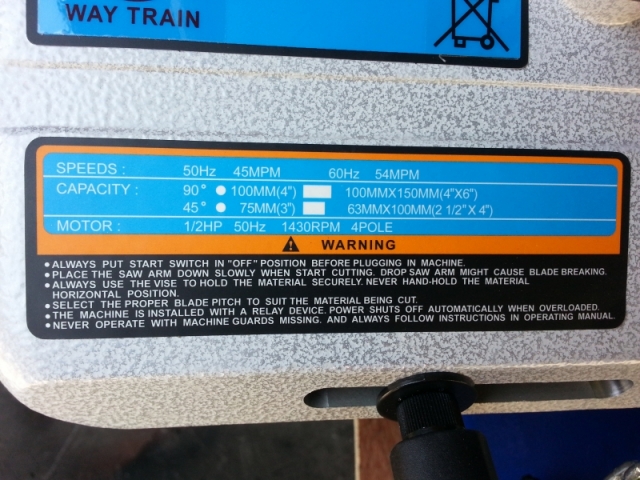 WAY TRAIN
SPEEDS : 50Hz 45MPM 60Hz 54MPM
CAPACITY : 90° ● 100MM(4") 100MMX150MM(4"X6")
45° ● 75MM(3") 63MMX100MM(2 1/2"X 4")
MOTOR : 1/2HP 50Hz 1430RPM 4POLE
WARNING
• ALWAYS PUT START SWITCH IN "OFF" POSITION BEFORE PLUGGING IN MACHINE.
• PLACE THE SAW ARM DOWN SLOWLY WHEN START CUTTING. DROP SAW ARM MIGHT CAUSE BLADE BREAKING.
• ALWAYS USE THE VISE TO HOLD THE MATERIAL SECURELY. NEVER HAND-HOLD THE MATERIAL
HORIZONTAL POSITION.
• SELECT THE PROPER BLADE PITCH TO SUIT THE MATERIAL BEING CUT.
• THE MACHINE IS INSTALLED WITH A RELAY DEVICE. POWER SHUTS OFF AUTOMATICALLY WHEN OVERLOADED.
• NEVER OPERATE WITH MACHINE GUARDS MISSING. AND ALWAYS FOLLOW INSTRUCTIONS IN OPERATING MANUAL.